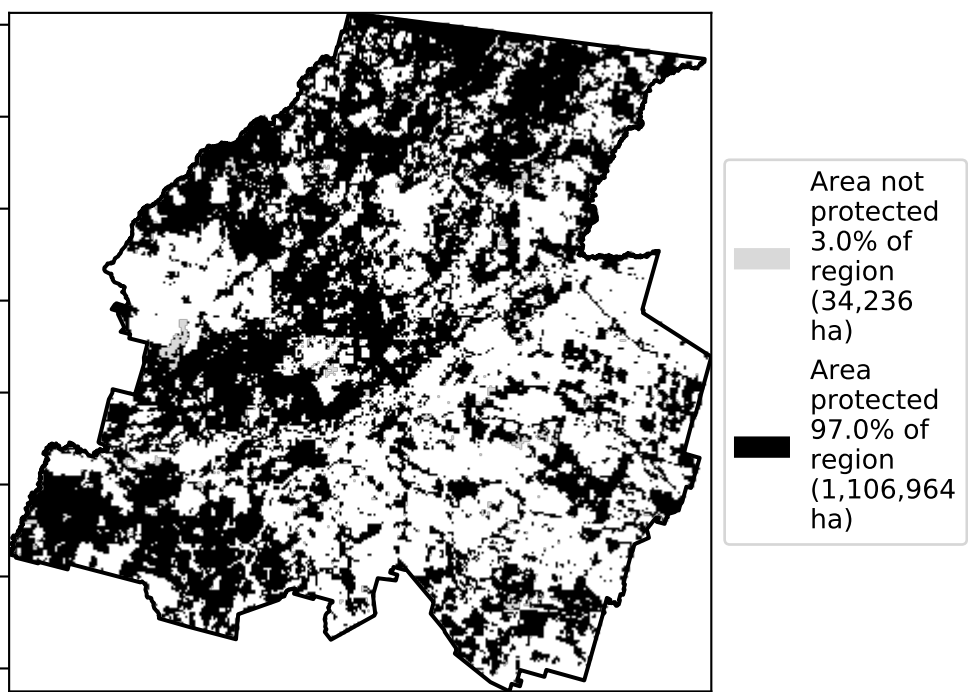 Area not
protected
3.0% of
region
(34,236
ha)
Area
protected
97.0% of
region
(1,106,964
ha)